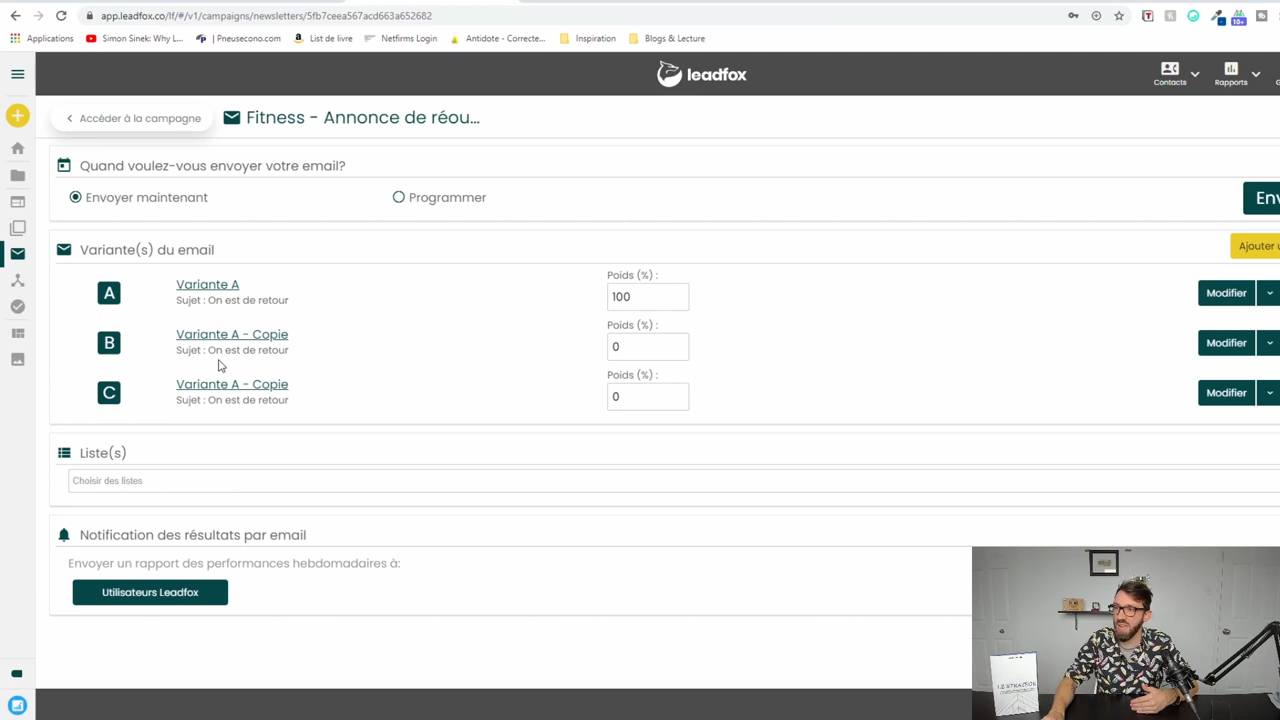 app.leadfox.co/lf/#/v1/campaigns/newsletters/5fb7ceea567acd663a652682
Applications
Simon Sinek: Why L...
| Pneusecono.com
List de livre
Netfirms Login
Antidote - Correcte...
Inspiration
Blogs & Lecture
10+
leadfox
Contacts
Rapports
Accéder à la campagne
Fitness - Annonce de réou...
Quand voulez-vous envoyer votre email?
Envoyer maintenant
Programmer
Env
Variante(s) du email
Ajouter u
A
Variante A
Sujet : On est de retour
Poids (%) :
100
Modifier
B
Variante A - Copie
Sujet : On est de retour
Poids (%) :
0
Modifier
C
Variante A - Copie
Sujet : On est de retour
Poids (%) :
0
Modifier
Liste(s)
Choisir des listes
Notification des résultats par email
Envoyer un rapport des performances hebdomadaires à:
Utilisateurs Leadfox